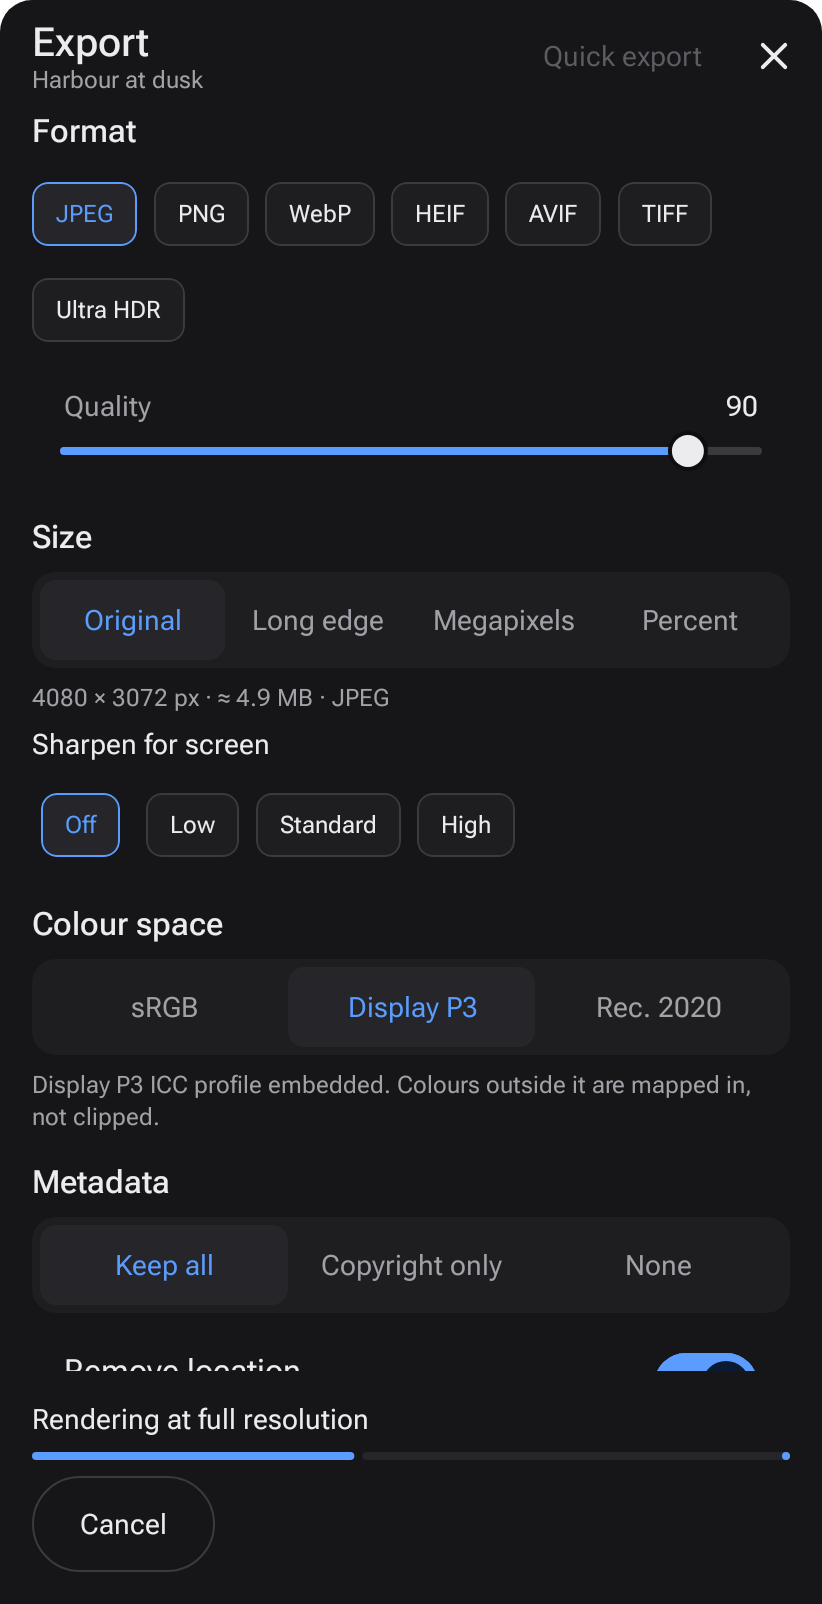 Export
Quick export
Harbour at dusk
Format
JPEG PNG WebP HEIF AVIF TIFF
Ultra HDR
Quality 90
Size
Original Long edge Megapixels Percent
4080 × 3072 px · ≈ 4.9 MB · JPEG
Sharpen for screen
Off Low Standard High
Colour space
sRGB Display P3 Rec. 2020
Display P3 ICC profile embedded. Colours outside it are mapped in,
not clipped.
Metadata
Keep all Copyright only None
Remove location
Rendering at full resolution
Cancel